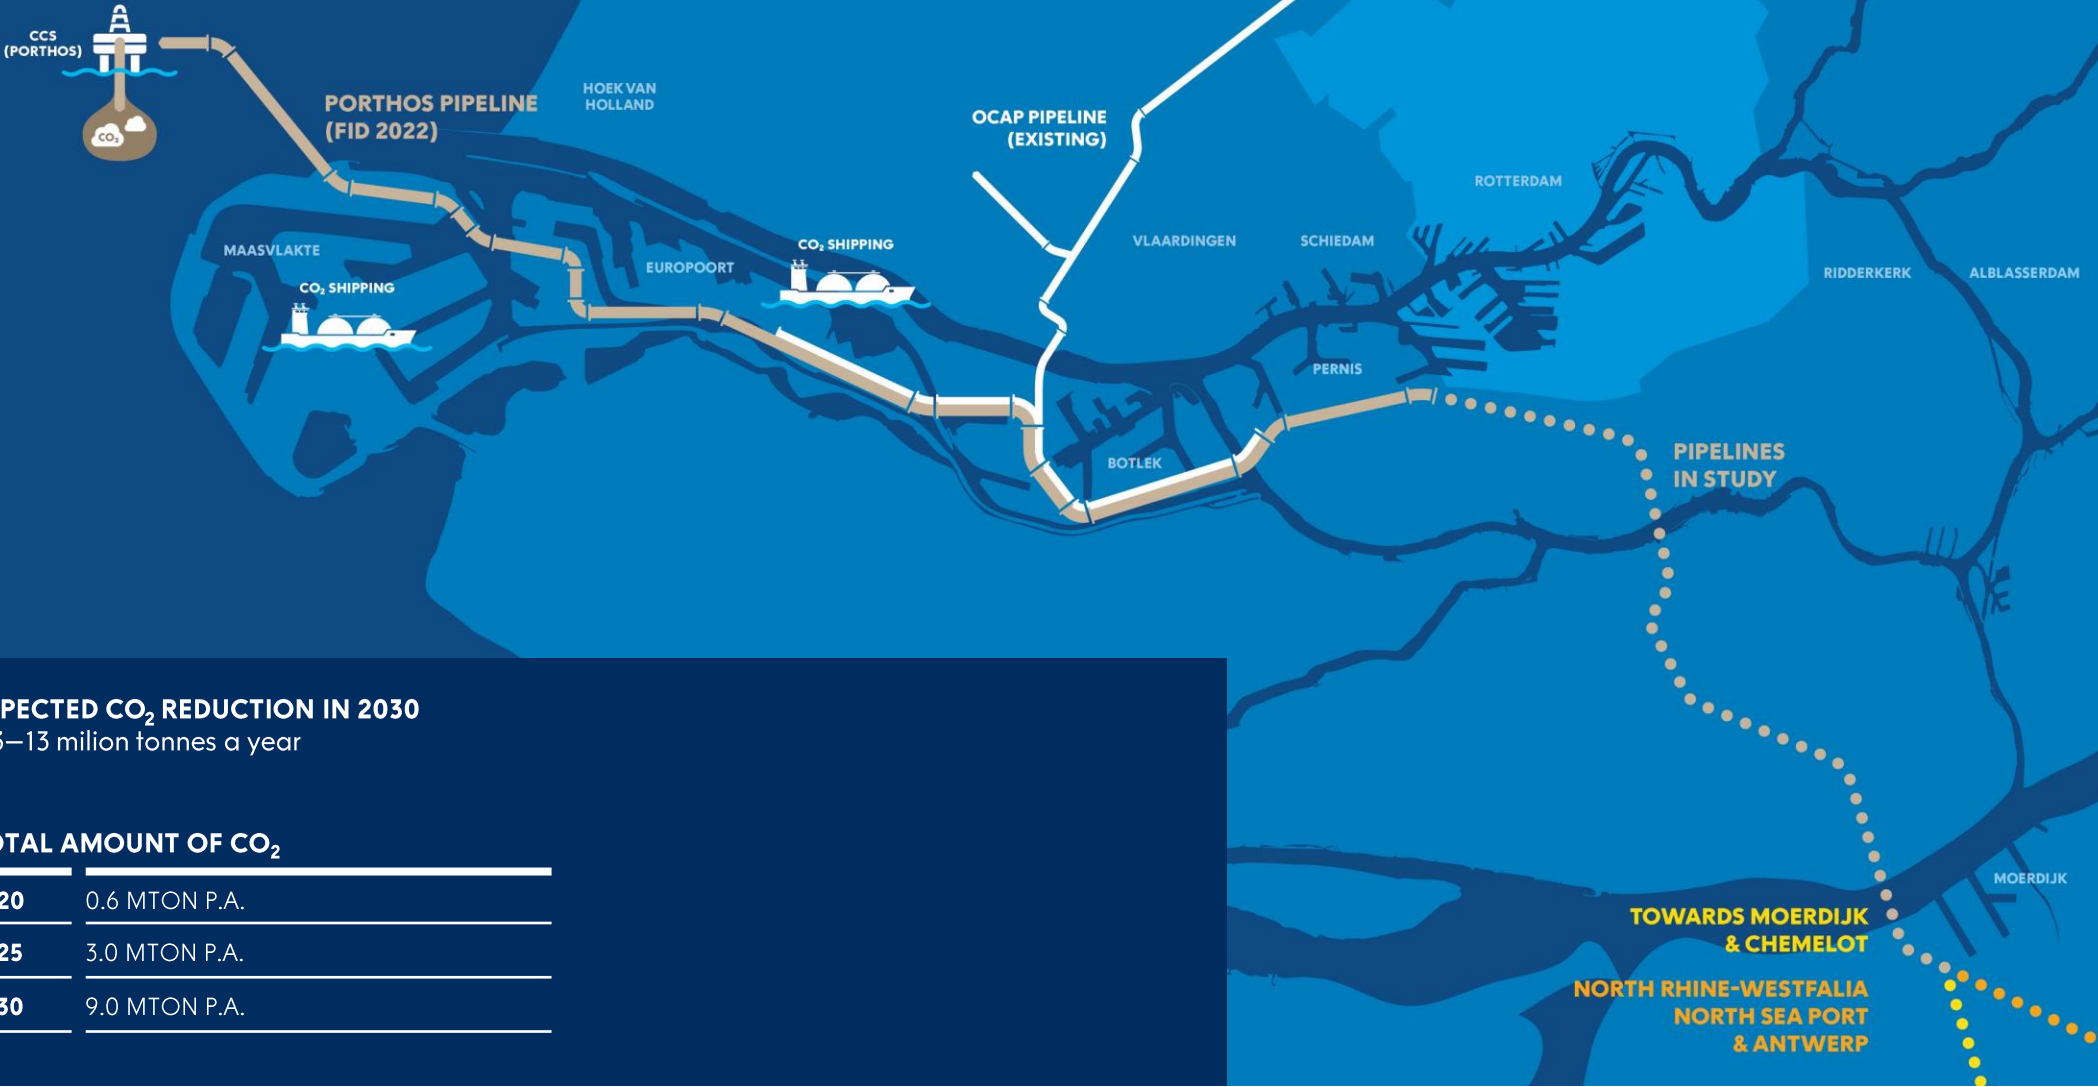 CCS
(PORTHOS)
CO₂
PORTHOS PIPELINE
(FID 2022)
HOEK VAN
HOLLAND
OCAP PIPELINE
(EXISTING)
ROTTERDAM
MAASVLAKTE
CO₂ SHIPPING
EUROPOORT
CO₂ SHIPPING
VLAARDINGEN
SCHIEDAM
RIDDERKERK
ALBLASSERDAM
PERNIS
BOTLEK
PIPELINES
IN STUDY
PECTED CO₂ REDUCTION IN 2030
–13 milion tonnes a year
OTAL AMOUNT OF CO₂
20 0.6 MTON P.A.
25 3.0 MTON P.A.
30 9.0 MTON P.A.
MOERDIJK
TOWARDS MOERDIJK
& CHEMELOT
NORTH RHINE-WESTFALIA
NORTH SEA PORT
& ANTWERP